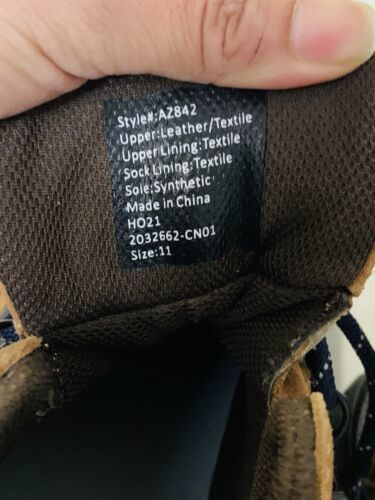 Style#:AZ842
Upper:Leather/Textile
Upper Lining:Textile
Sock Lining:Textile
Sole:Synthetic
Made in China
HO21
2032662-CN01
Size:11